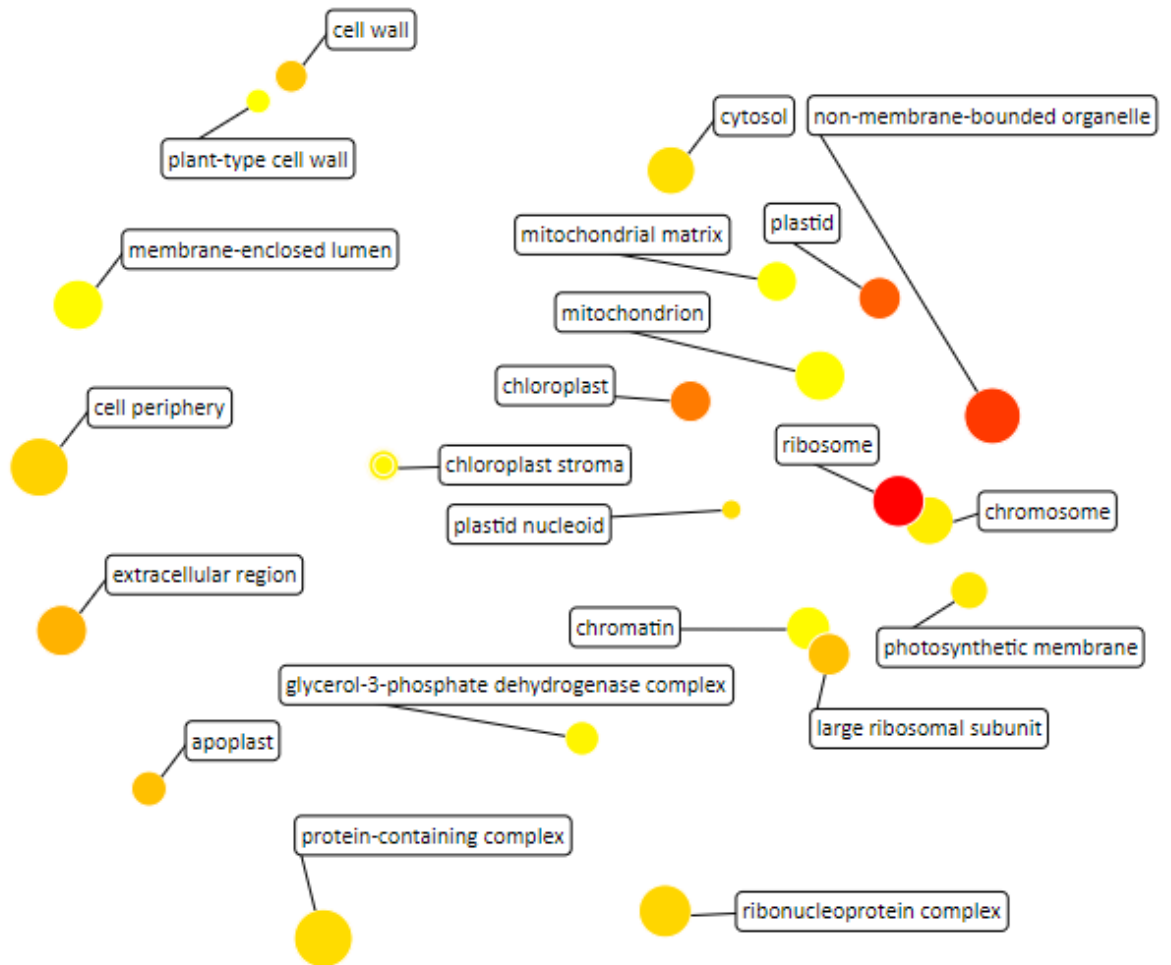 cell wall
cytosol
non-membrane-bounded organelle
plant-type cell wall
plastid
mitochondrial matrix
membrane-enclosed lumen
mitochondrion
chloroplast
cell periphery
ribosome
chloroplast stroma
chromosome
plastid nucleoid
extracellular region
chromatin
photosynthetic membrane
glycerol-3-phosphate dehydrogenase complex
large ribosomal subunit
apoplast
protein-containing complex
ribonucleoprotein complex